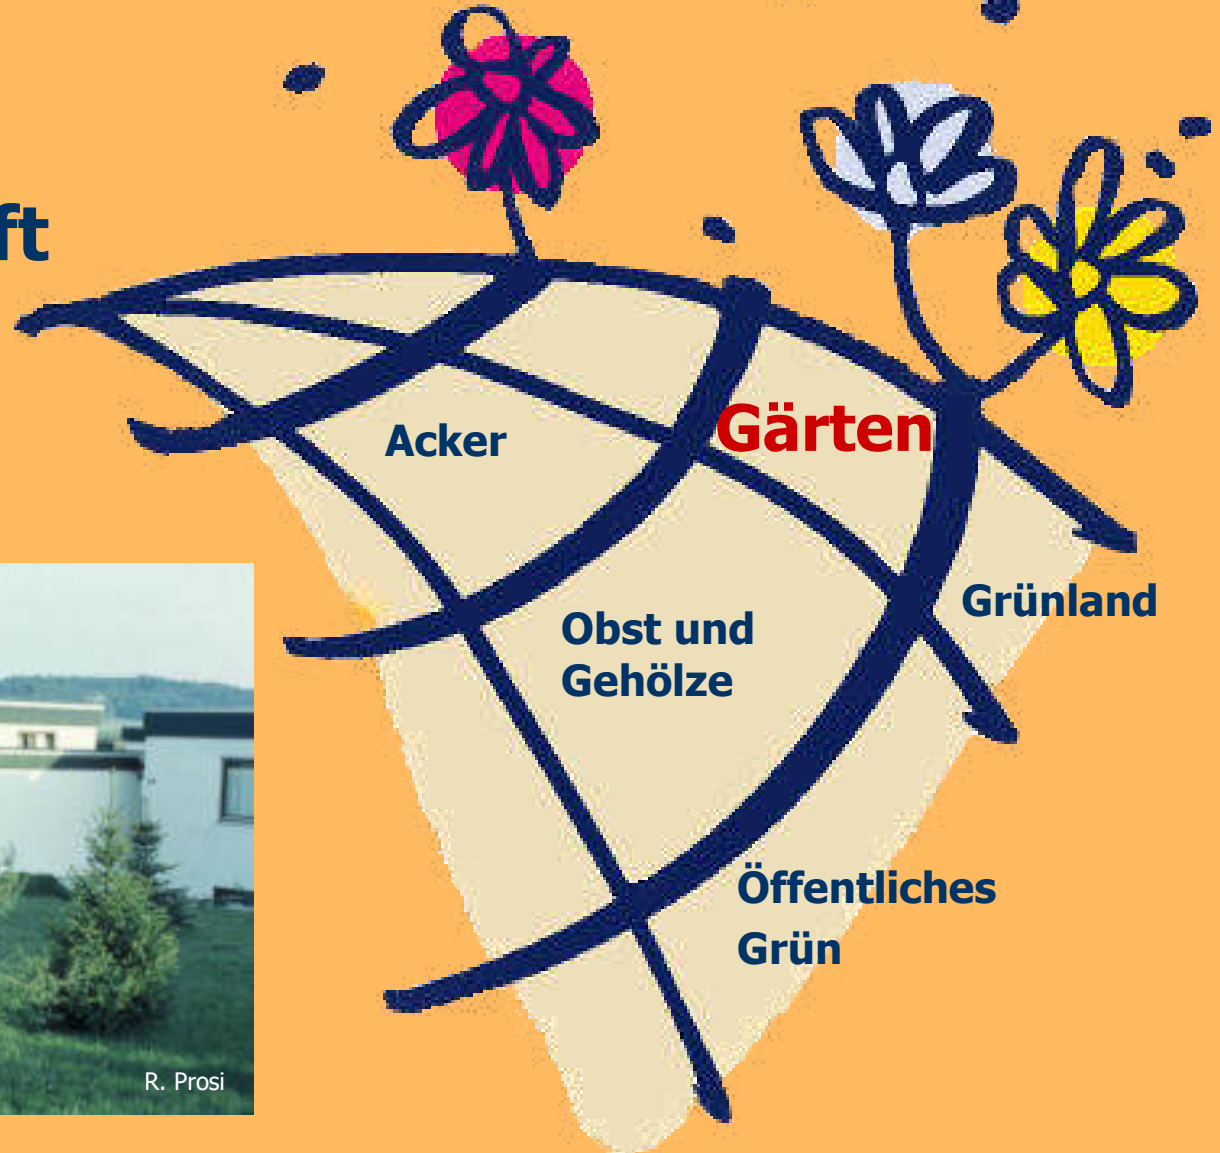 ft
Acker
Gärten
Grünland
Obst und
Gehölze
Öffentliches
Grün
R. Prosi